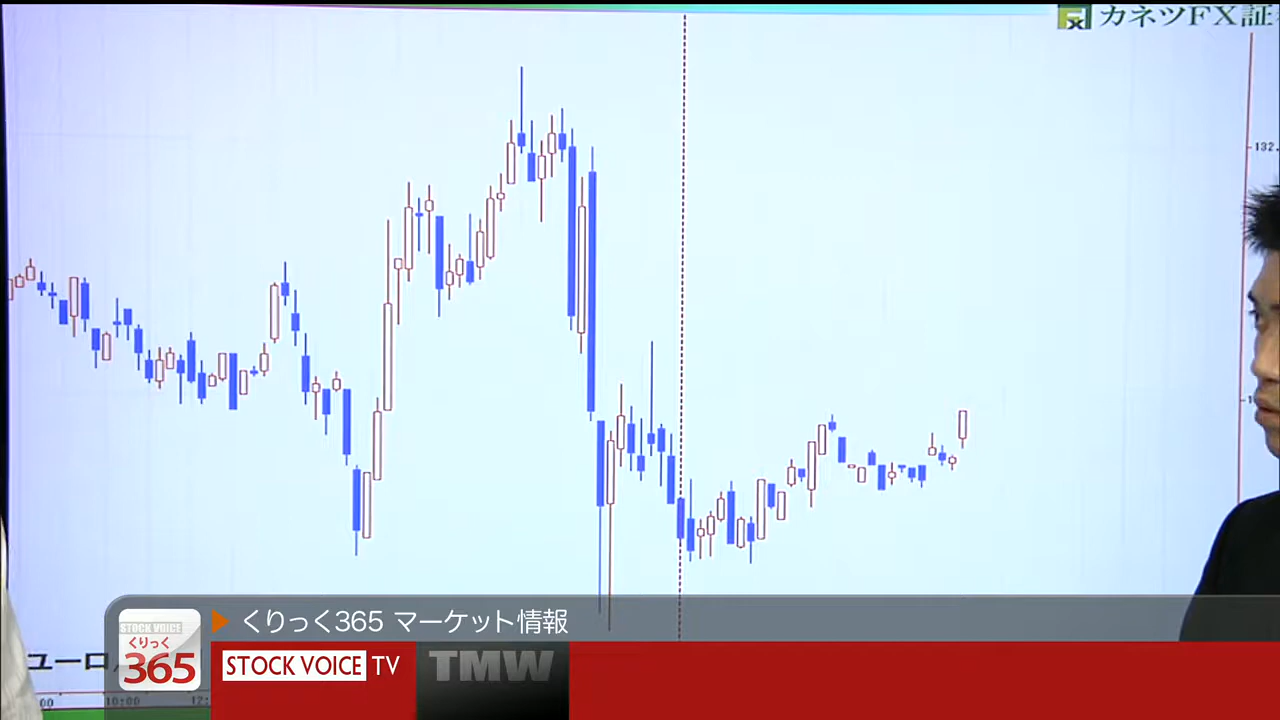 カネツFX証
132.
STOCK VOICE
くりっく
365
くりっく365 マーケット情報
STOCK VOICE TV
TMW
ユーロ
10:00
12: